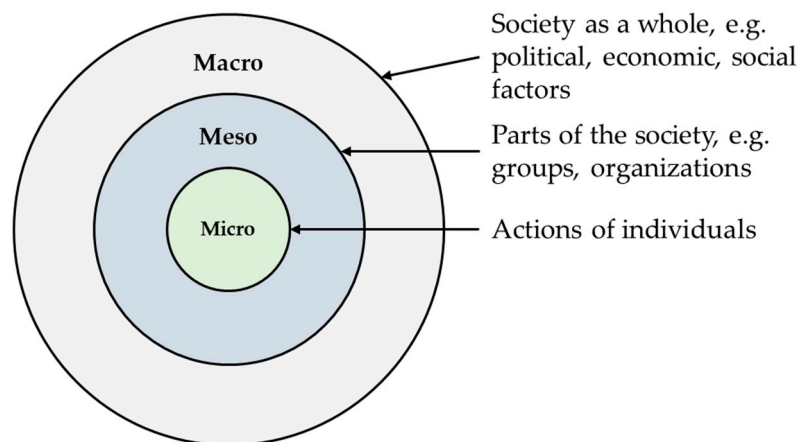 Macro
Society as a whole, e.g.
political, economic, social
factors
Meso
Parts of the society, e.g.
groups, organizations
Micro
Actions of individuals